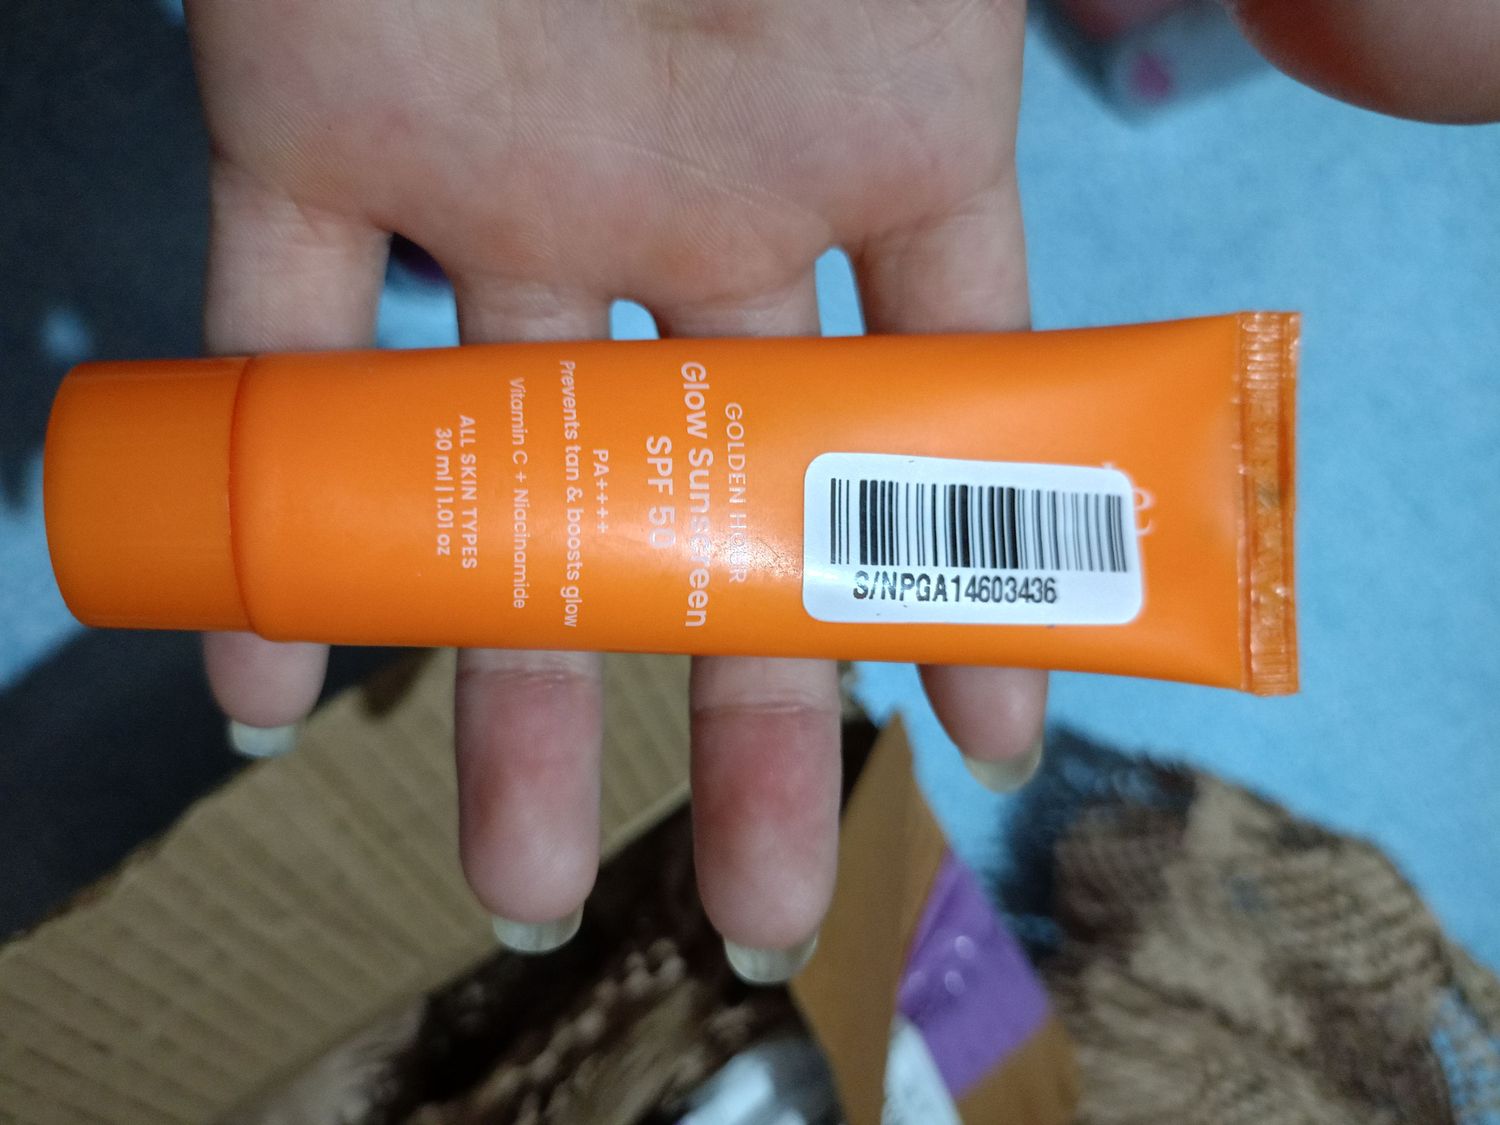 S/NPGA14603436
GOLDEN HOUR
Glow Sunscreen
SPF 50
PA++++
Prevents tan & boosts glow
Vitamin C + Niacinamide
ALL SKIN TYPES
30 ml | 1.01 oz